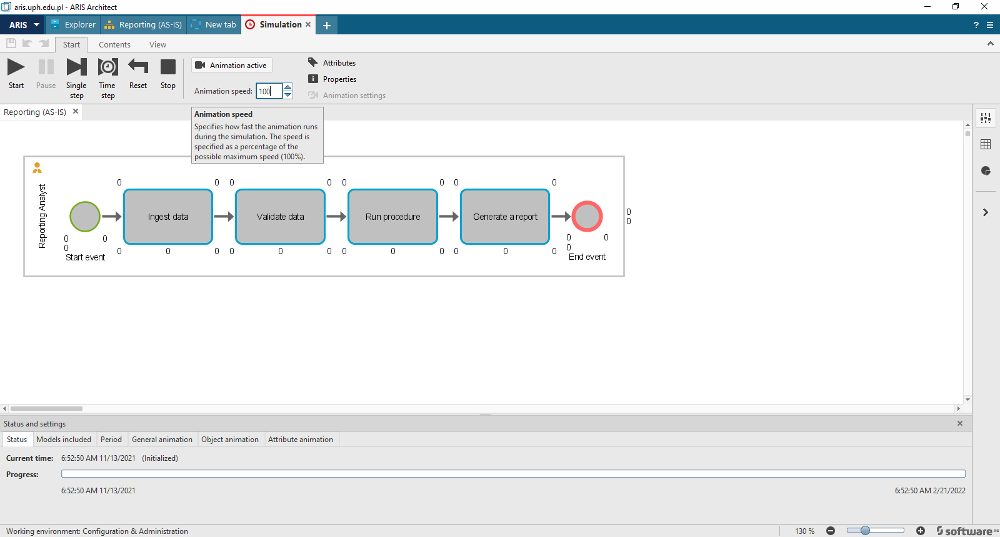 aris.uph.edu.pl - ARIS Architect
ARIS
Explorer
Reporting (AS-IS)
New tab
Simulation
?
Start
Contents
View
Start
Pause
Single
step
Time
step
Reset
Stop
Animation active
Animation speed: 100
Attributes
Properties
Animation settings
Reporting (AS-IS)
Animation speed
Specifies how fast the animation runs
during the simulation. The speed is
specified as a percentage of the
possible maximum speed (100%).
Reporting Analyst
0 0 0 0 0 0 0 0
Ingest data
Validate data
Run procedure
Generate a report
0
0
0 0
0
Start event
0 0 0
0 0 0
0 0 0
0 0 0
0 0
0
End event
Status and settings
Status
Models included
Period
General animation
Object animation
Attribute animation
Current time: 6:52:50 AM 11/13/2021 (Initialized)
Progress:
6:52:50 AM 11/13/2021
6:52:50 AM 2/21/2022
Working environment: Configuration & Administration
130 %
software AG